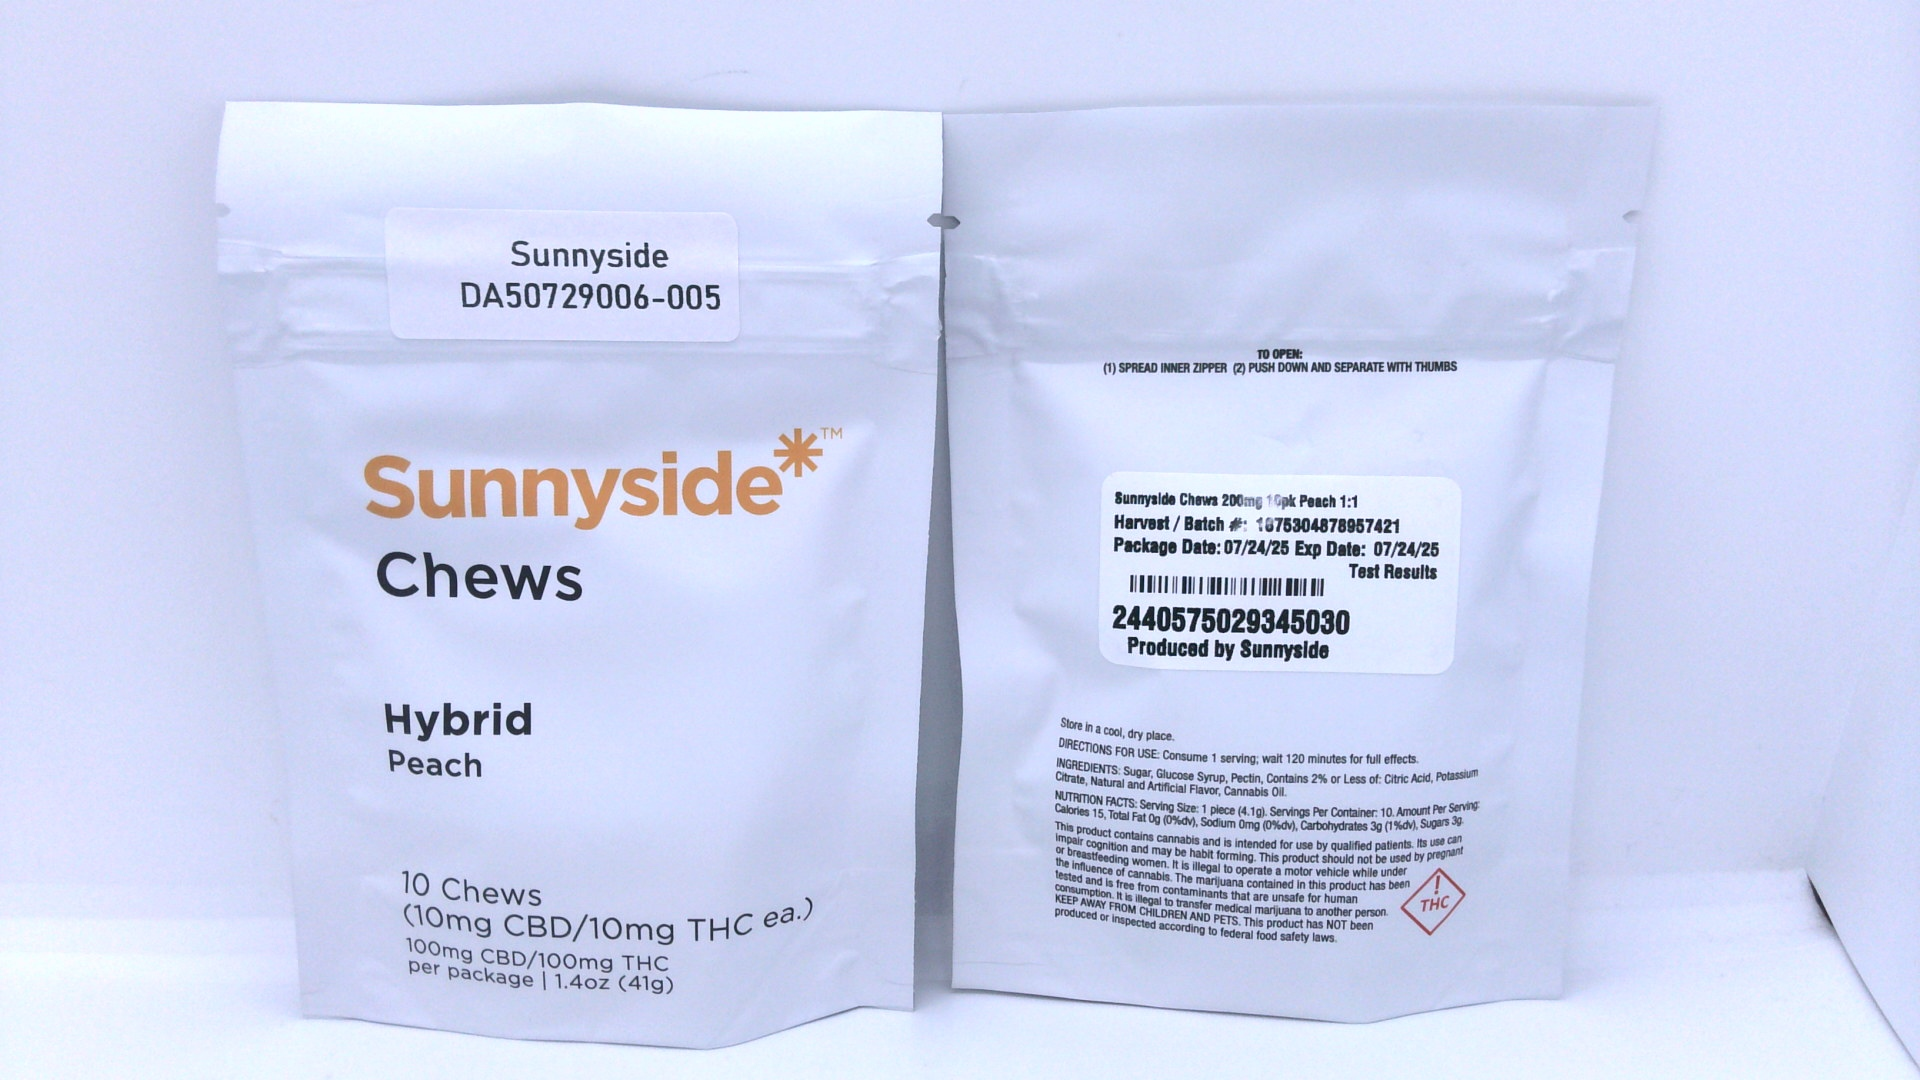 Sunnyside
DA50729006-005
Sunnyside*™
Chews
Hybrid
Peach
10 Chews
(10mg CBD/10mg THC ea.)
100mg CBD/100mg THC
per package | 1.4oz (41g)
TO OPEN:
(1) SPREAD INNER ZIPPER (2) PUSH DOWN AND SEPARATE WITH THUMBS
Sunnyside Chews 200mg 10pk Peach 1:1
Harvest / Batch #: 1675304878957421
Package Date: 07/24/25 Exp Date: 07/24/25
Test Results
2440575029345030
Produced by Sunnyside
Store in a cool, dry place.
DIRECTIONS FOR USE: Consume 1 serving; wait 120 minutes for full effects.
INGREDIENTS: Sugar, Glucose Syrup, Pectin, Contains 2% or Less of: Citric Acid, Potassium
Citrate, Natural and Artificial Flavor, Cannabis Oil.
NUTRITION FACTS: Serving Size: 1 piece (4.1g). Servings Per Container: 10. Amount Per Serving:
Calories 15, Total Fat 0g (0%dv), Sodium 0mg (0%dv), Carbohydrates 3g (1%dv), Sugars 3g.
This product contains cannabis and is intended for use by qualified patients. Its use can
impair cognition and may be habit forming. This product should not be used by pregnant
or breastfeeding women. It is illegal to operate a motor vehicle while under
the influence of cannabis. The marijuana contained in this product has been
tested and is free from contaminants that are unsafe for human
consumption. It is illegal to transfer medical marijuana to another person.
KEEP AWAY FROM CHILDREN AND PETS. This product has NOT been
produced or inspected according to federal food safety laws.
!
THC